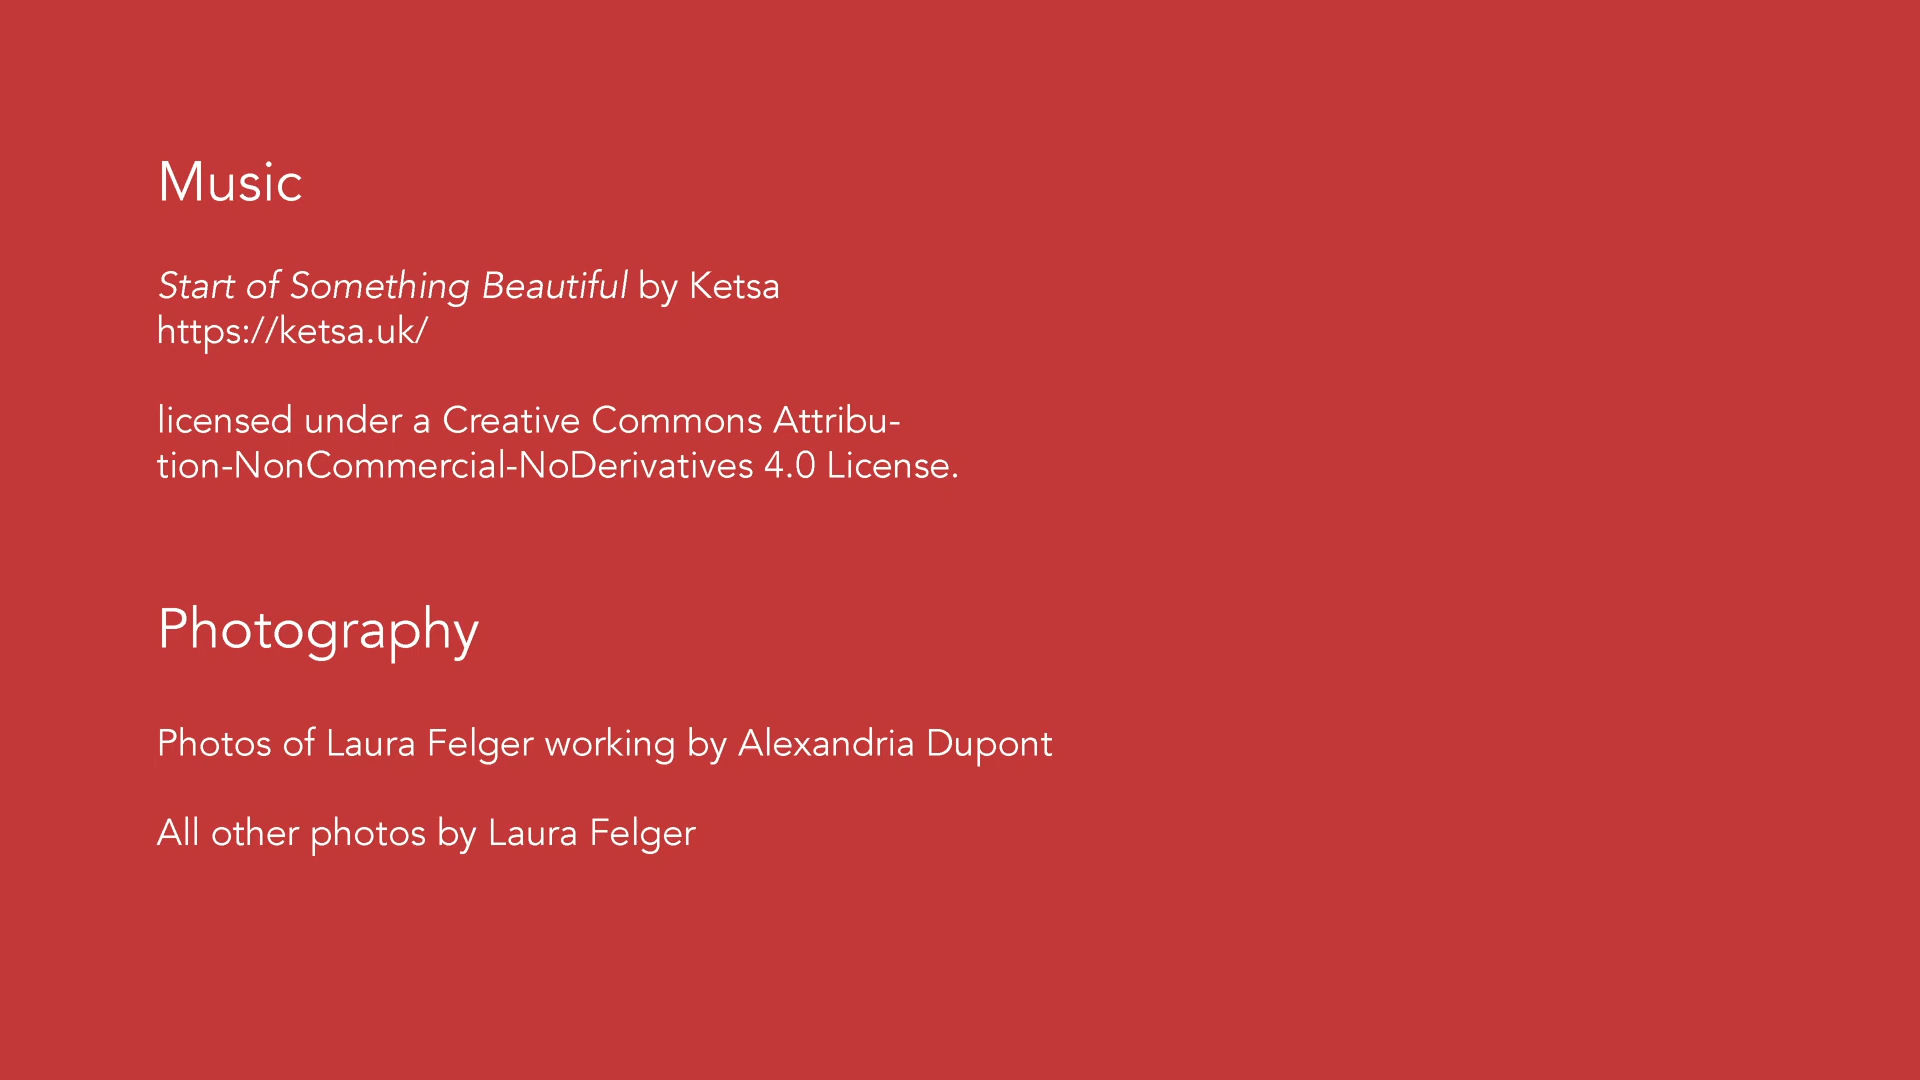 Music
Start of Something Beautiful by Ketsa
https://ketsa.uk/
licensed under a Creative Commons Attribu-
tion-NonCommercial-NoDerivatives 4.0 License.
Photography
Photos of Laura Felger working by Alexandria Dupont
All other photos by Laura Felger